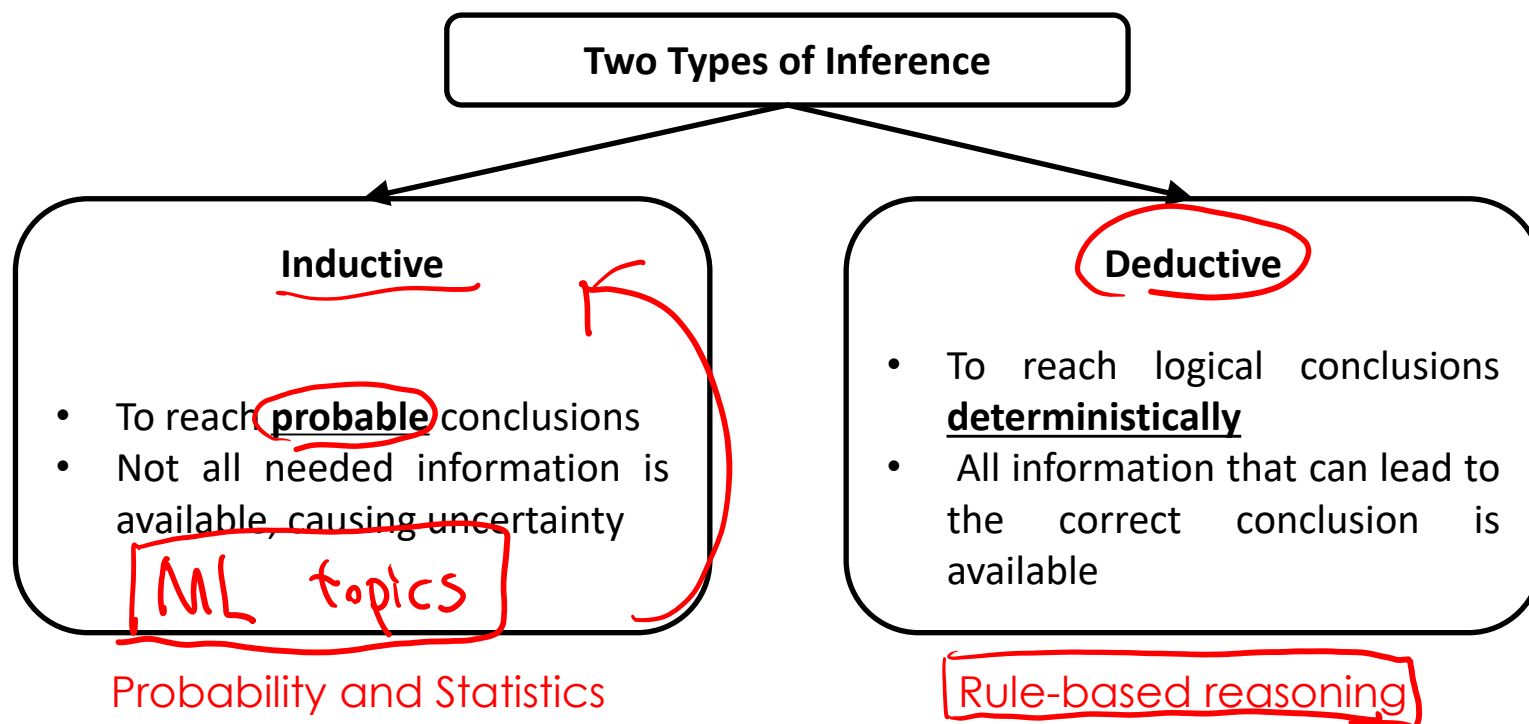 Two Types of Inference
Inductive
• To reach probable conclusions
• Not all needed information is
available, causing uncertainty
ML topics
Probability and Statistics
Deductive
• To reach logical conclusions
deterministically
• All information that can lead to
the correct conclusion is
available
Rule-based reasoning